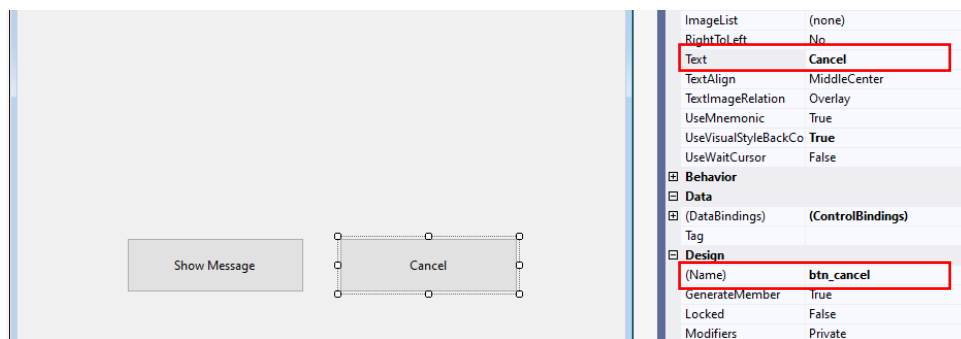 ImageList (none)
RightToLeft No
Text Cancel
TextAlign MiddleCenter
TextImageRelation Overlay
UseMnemonic True
UseVisualStyleBackCo True
UseWaitCursor False
Behavior
Data
(DataBindings) (ControlBindings)
Tag
Design
(Name) btn_cancel
GenerateMember True
Locked False
Modifiers Private
Show Message
Cancel